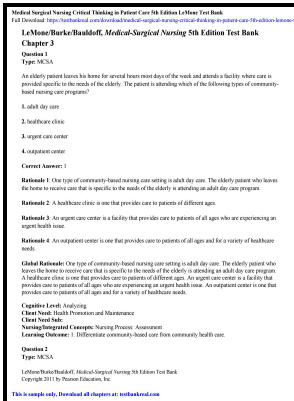 Medical Surgical Nursing Critical Thinking in Patient Care 5th Edition LeMone Test Bank
Full Download: https://testbankreal.com/download/medical-surgical-nursing-critical-thinking-in-patient-care-5th-edition-lemone-
LeMone/Burke/Bauldoff, Medical-Surgical Nursing 5th Edition Test Bank
Chapter 3
Question 1
Type: MCSA
An elderly patient leaves his home for several hours most days of the week and attends a facility where care is
provided specific to the needs of the elderly. The patient is attending which of the following types of community-
based nursing care programs?
1. adult day care
2. healthcare clinic
3. urgent care center
4. outpatient center
Correct Answer: 1
Rationale 1: One type of community-based nursing care setting is adult day care. The elderly patient who leaves
the home to receive care that is specific to the needs of the elderly is attending an adult day care program.
Rationale 2: A healthcare clinic is one that provides care to patients of different ages.
Rationale 3: An urgent care center is a facility that provides care to patients of all ages who are experiencing an
urgent health issue.
Rationale 4: An outpatient center is one that provides care to patients of all ages and for a variety of healthcare
needs.
Global Rationale: One type of community-based nursing care setting is adult day care. The elderly patient who
leaves the home to receive care that is specific to the needs of the elderly is attending an adult day care program.
A healthcare clinic is one that provides care to patients of different ages. An urgent care center is a facility that
provides care to patients of all ages who are experiencing an urgent health issue. An outpatient center is one that
provides care to patients of all ages and for a variety of healthcare needs.
Cognitive Level: Analyzing
Client Need: Health Promotion and Maintenance
Client Need Sub:
Nursing/Integrated Concepts: Nursing Process: Assessment
Learning Outcome: 1. Differentiate community-based care from community health care.
Question 2
Type: MCSA
LeMone/Burke/Bauldoff, Medical-Surgical Nursing 5th Edition Test Bank
Copyright 2011 by Pearson Education, Inc.
This is sample only, Download all chapters at: testbankreal.com